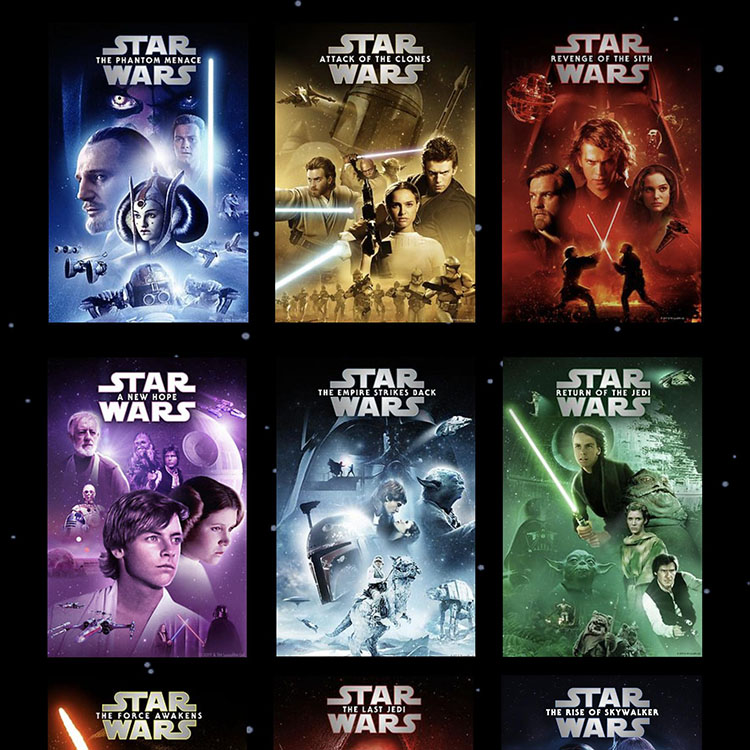 STAR
THE PHANTOM MENACE
WARS
STAR
ATTACK OF THE CLONES
WARS
STAR
REVENGE OF THE SITH
WARS
STAR
A NEW HOPE
WARS
STAR
THE EMPIRE STRIKES BACK
WARS
STAR
RETURN OF THE JEDI
WARS
STAR
THE FORCE AWAKENS
WARS
STAR
THE LAST JEDI
WARS
STAR
THE RISE OF SKYWALKER
WARS